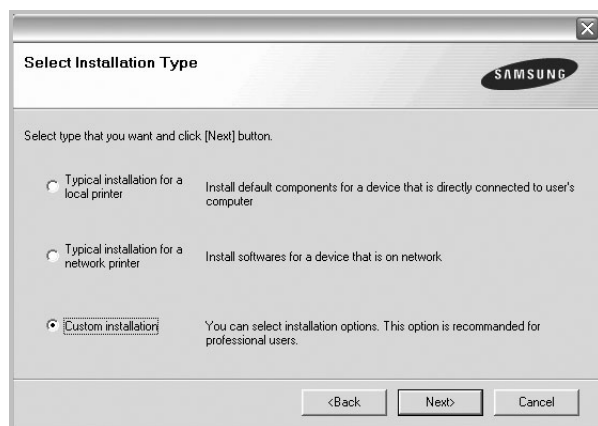 Select Installation Type
SAMSUNG
Select type that you want and click [Next] button.
Typical installation for a
local printer
Install default components for a device that is directly connected to user's
computer
Typical installation for a
network printer
Install softwares for a device that is on network
Custom installation
You can select installation options. This option is recommanded for
professional users.
<Back
Next>
Cancel